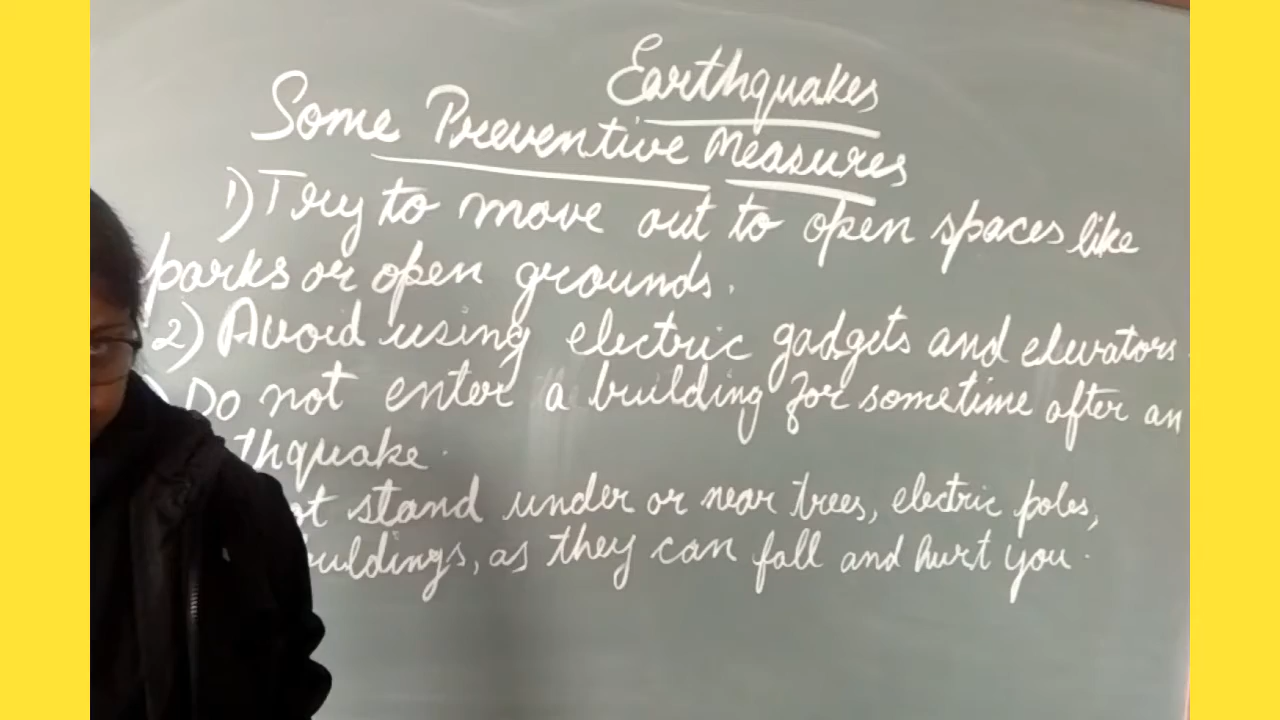 Earthquakes
Some Preventive Measures
1) Try to move out to open spaces like
parks or open grounds.
2) Avoid using electric gadgets and elevators.
) Do not enter a building for sometime after an
thquake.
ot stand under or near trees, electric poles,
buildings, as they can fall and hurt you.